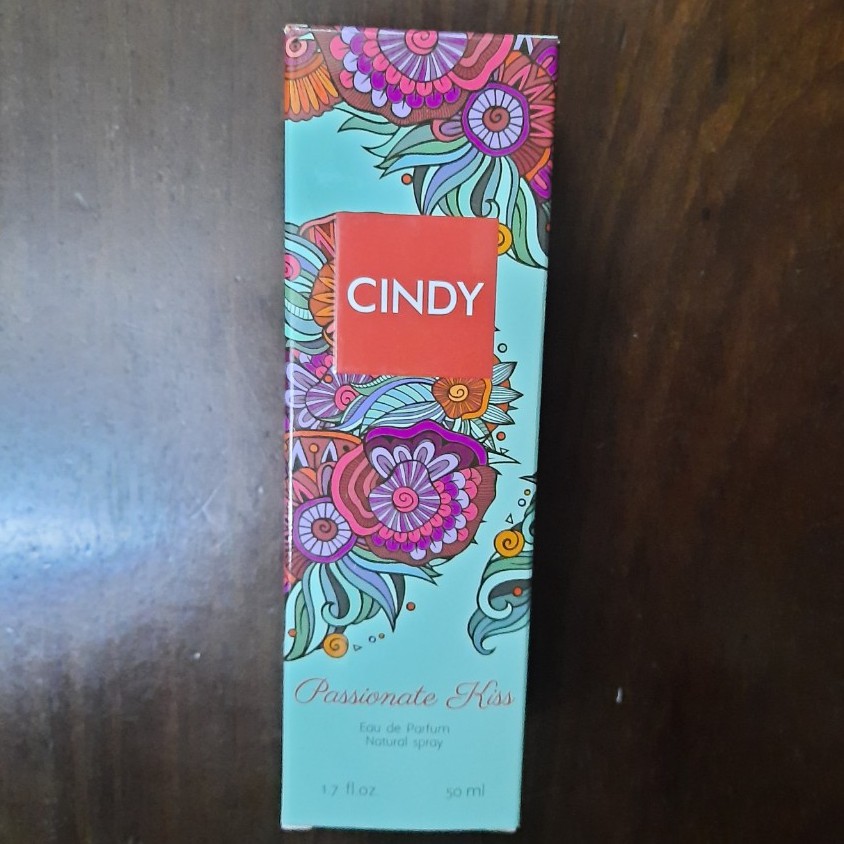 CINDY
Passionate Kiss
Eau de Parfum
Natural spray
1.7 fl.oz. 50 ml